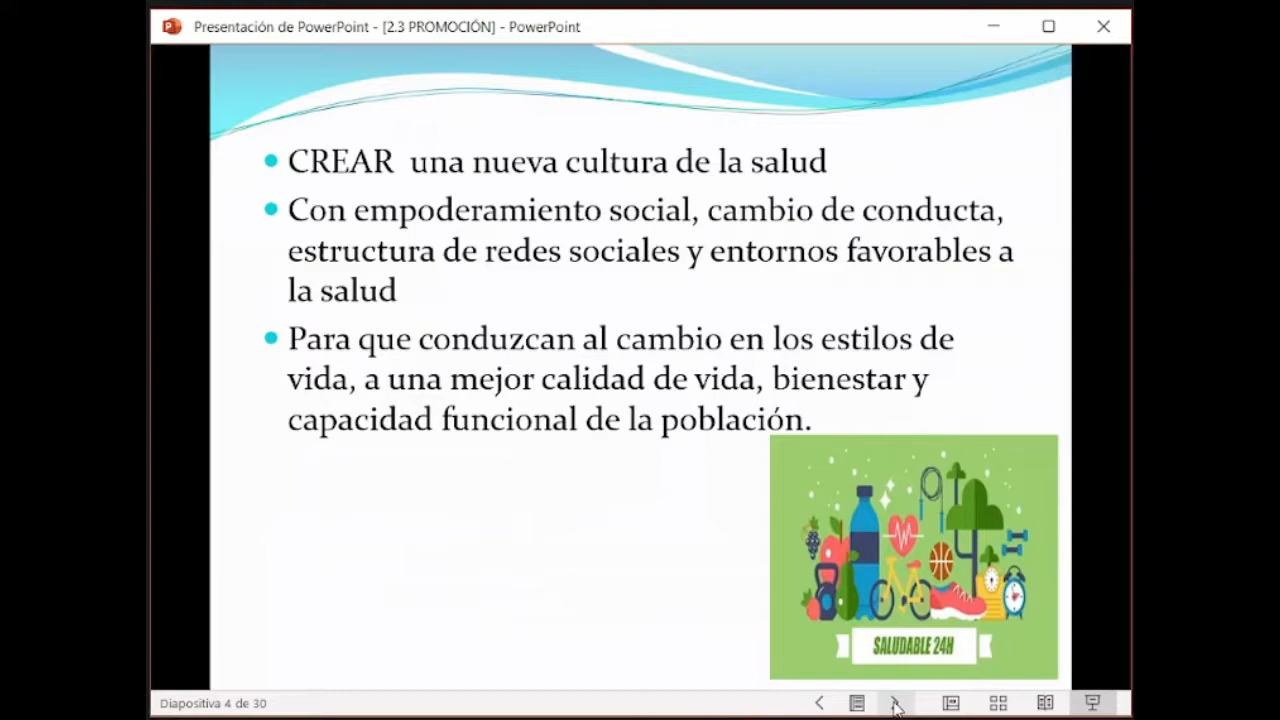 Presentación de PowerPoint - [2.3 PROMOCIÓN] - PowerPoint
• CREAR una nueva cultura de la salud
• Con empoderamiento social, cambio de conducta,
estructura de redes sociales y entornos favorables a
la salud
• Para que conduzcan al cambio en los estilos de
vida, a una mejor calidad de vida, bienestar y
capacidad funcional de la población.
SALUDABLE 24H
Diapositiva 4 de 30